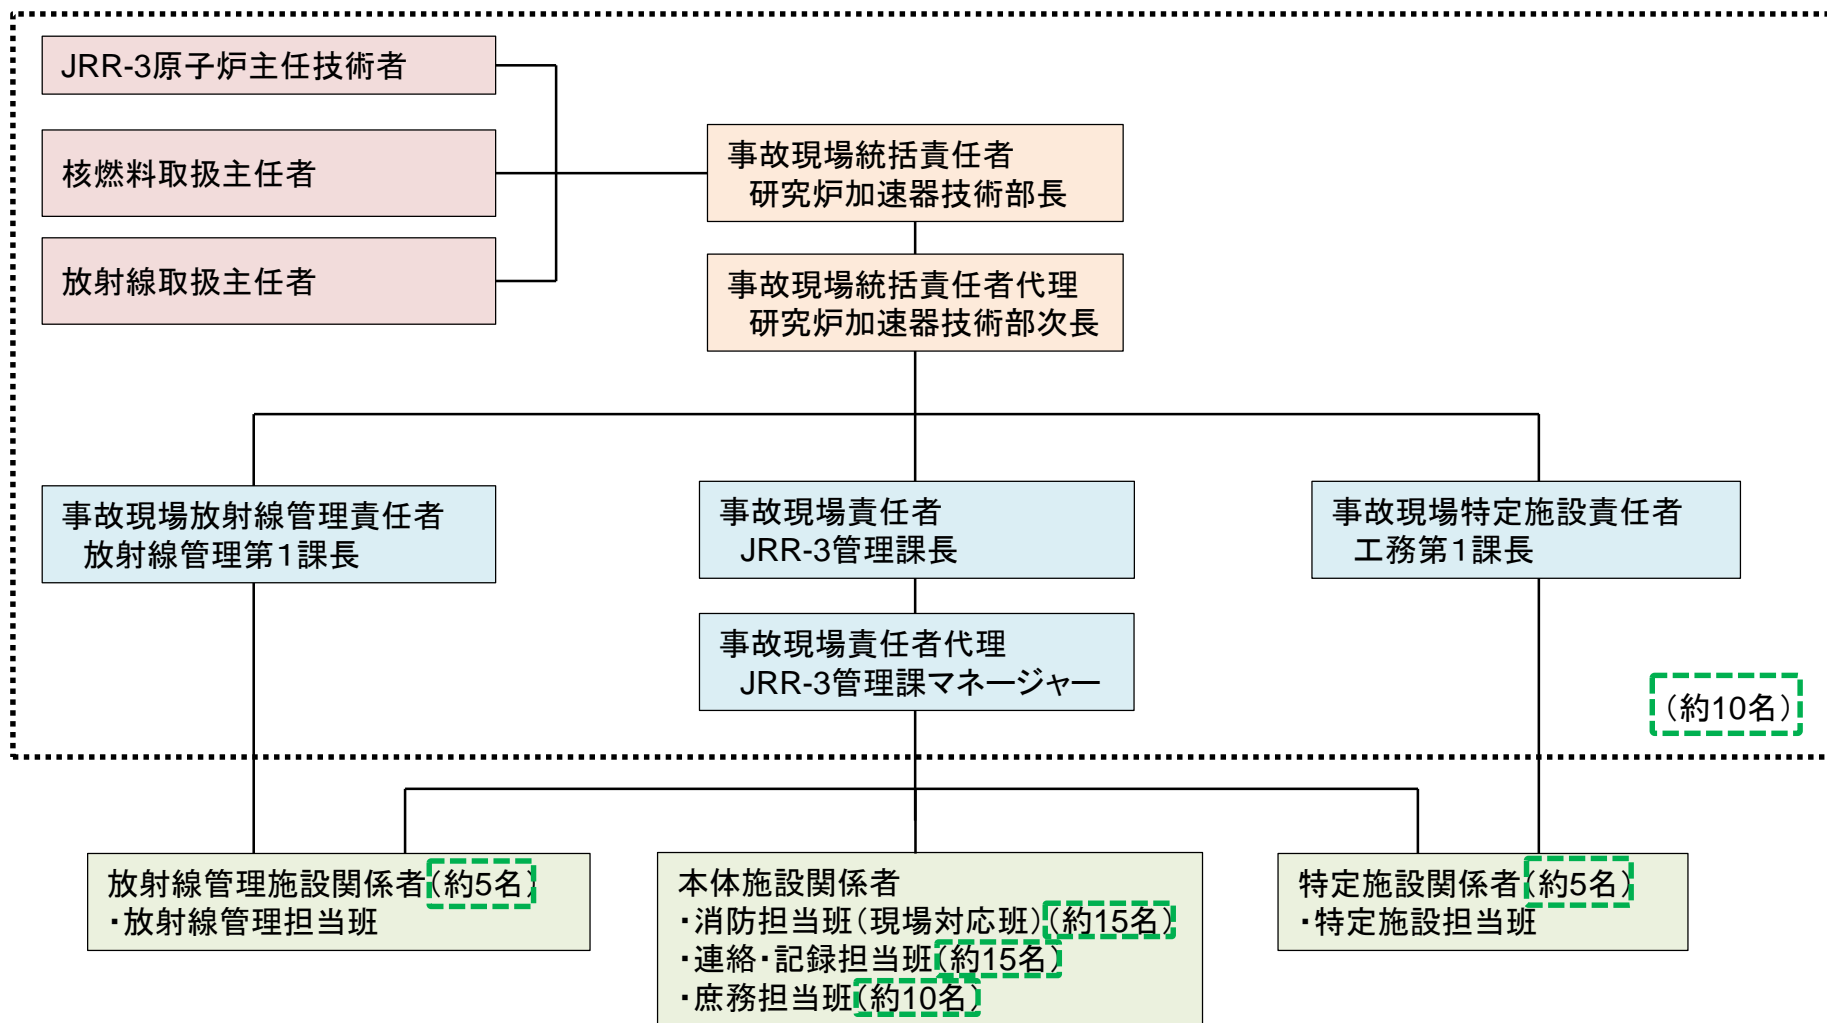 JRR-3原子炉主任技術者
核燃料取扱主任者
放射線取扱主任者
事故現場統括責任者
研究炉加速器技術部長
事故現場統括責任者代理
研究炉加速器技術部次長
事故現場放射線管理責任者
放射線管理第1課長
事故現場責任者
JRR-3管理課長
事故現場特定施設責任者
工務第1課長
事故現場責任者代理
JRR-3管理課マネージャー
（約10名）
放射線管理施設関係者（約5名）
・放射線管理担当班
本体施設関係者
・消防担当班（現場対応班）（約15名）
・連絡・記録担当班（約15名）
・庶務担当班（約10名）
特定施設関係者（約5名）
・特定施設担当班